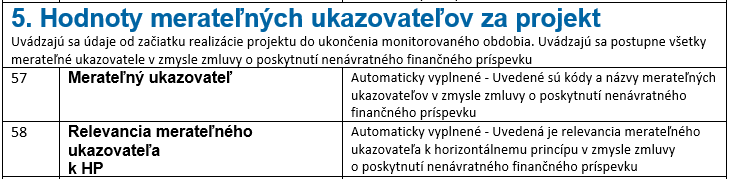 5. Hodnoty merateľných ukazovateľov za projekt
Uvádzajú sa údaje od začiatku realizácie projektu do ukončenia monitorovaného obdobia. Uvádzajú sa postupne všetky
merateľné ukazovatele v zmysle zmluvy o poskytnutí nenávratného finančného príspevku
57 Merateľný ukazovateľ Automaticky vyplnené - Uvedené sú kódy a názvy merateľných
ukazovateľov v zmysle zmluvy o poskytnutí nenávratného
finančného príspevku
58 Relevancia merateľného Automaticky vyplnené - Uvedená je relevancia merateľného
ukazovateľa ukazovateľa k horizontálnemu princípu v zmysle zmluvy
k HP o poskytnutí nenávratného finančného príspevku